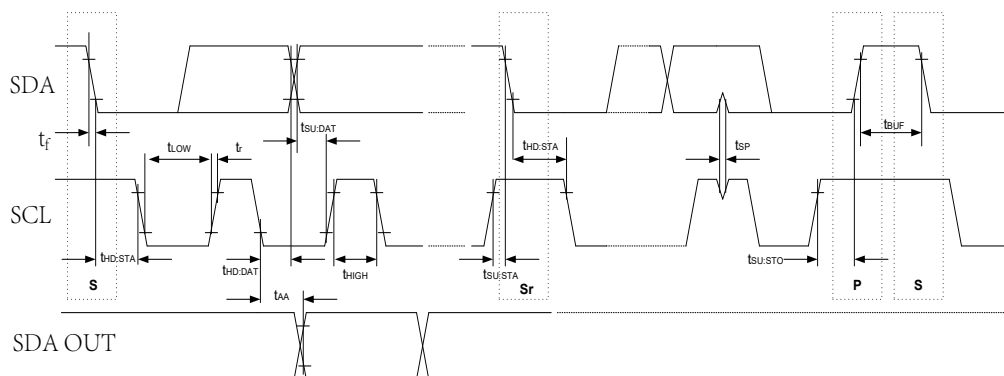 SDA
tf
tSU:DAT
tLOW
tr
tHD:STA
tSP
tBUF
SCL
tHD:STA
tHD:DAT
tHIGH
tSU:STA
tSU:STO
S
Sr
P
S
tAA
SDA OUT